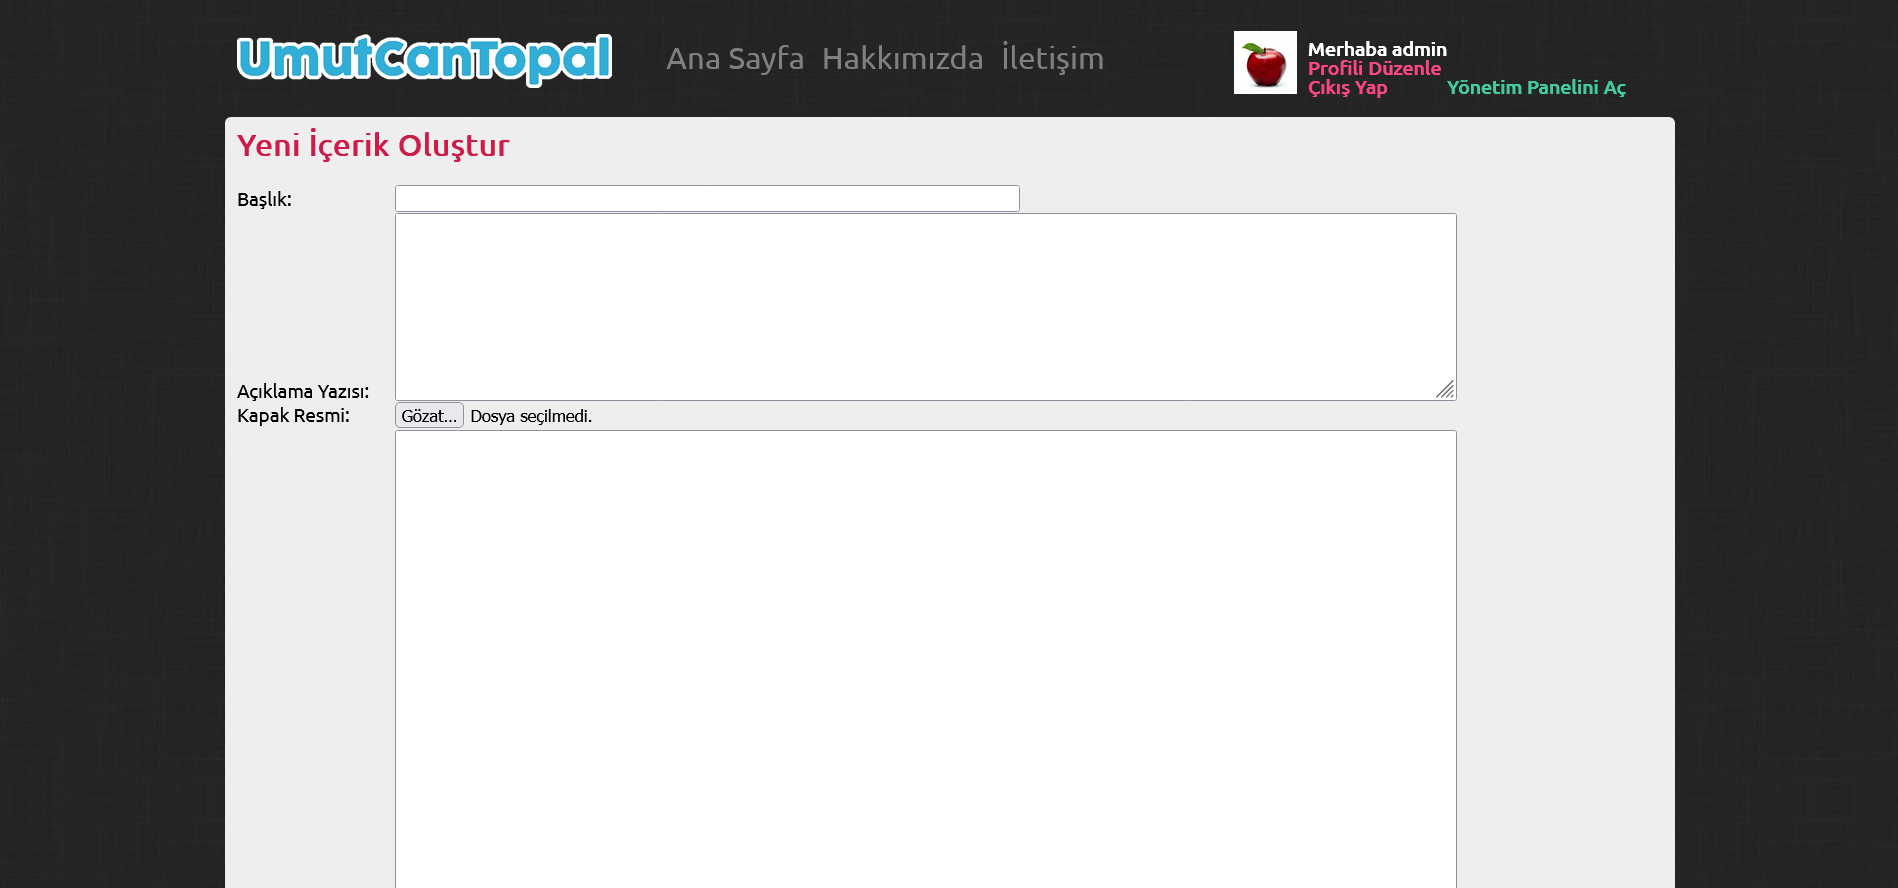 UmutCanTopal
Ana Sayfa Hakkımızda İletişim
Merhaba admin
Profili Düzenle
Çıkış Yap Yönetim Panelini Aç
Yeni İçerik Oluştur
Başlık:
Açıklama Yazısı:
Kapak Resmi: Gözat... Dosya seçilmedi.